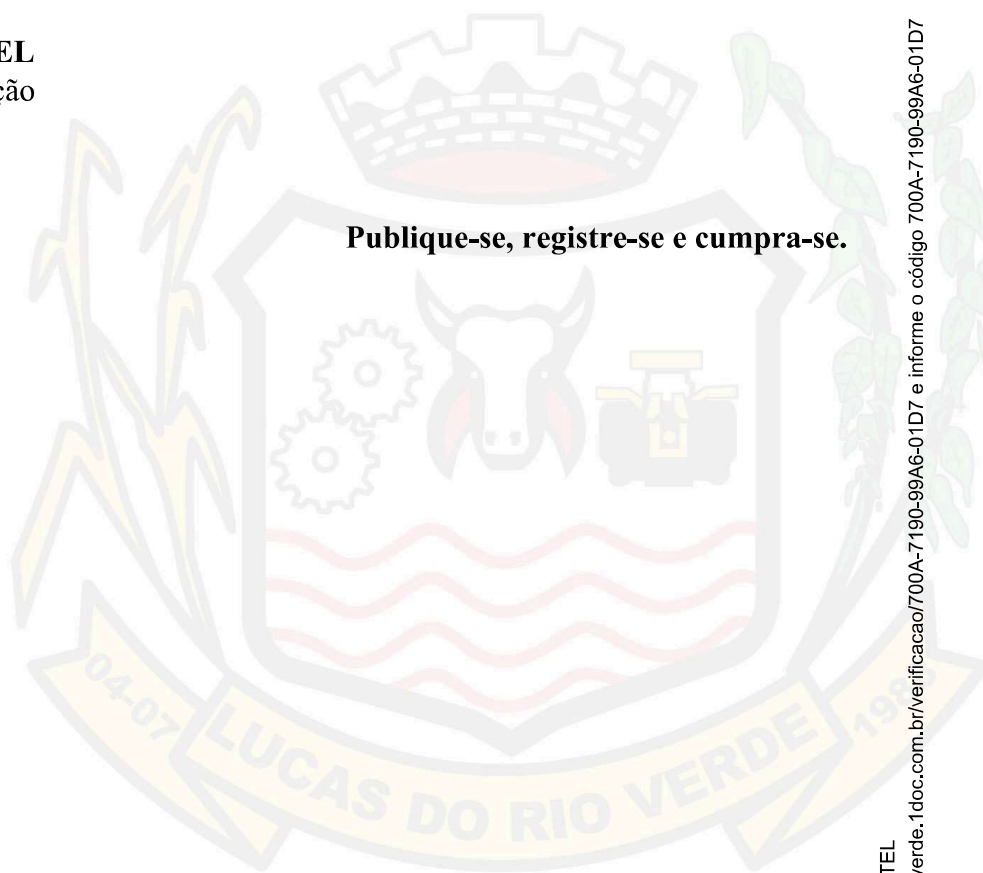 EL
ção
Publique-se, registre-se e cumpra-se.
04-07
LUCAS DO RIO VERDE
198
TEL
verde.1doc.com.br/verificacao/700A-7190-99A6-01D7 e informe o código 700A-7190-99A6-01D7